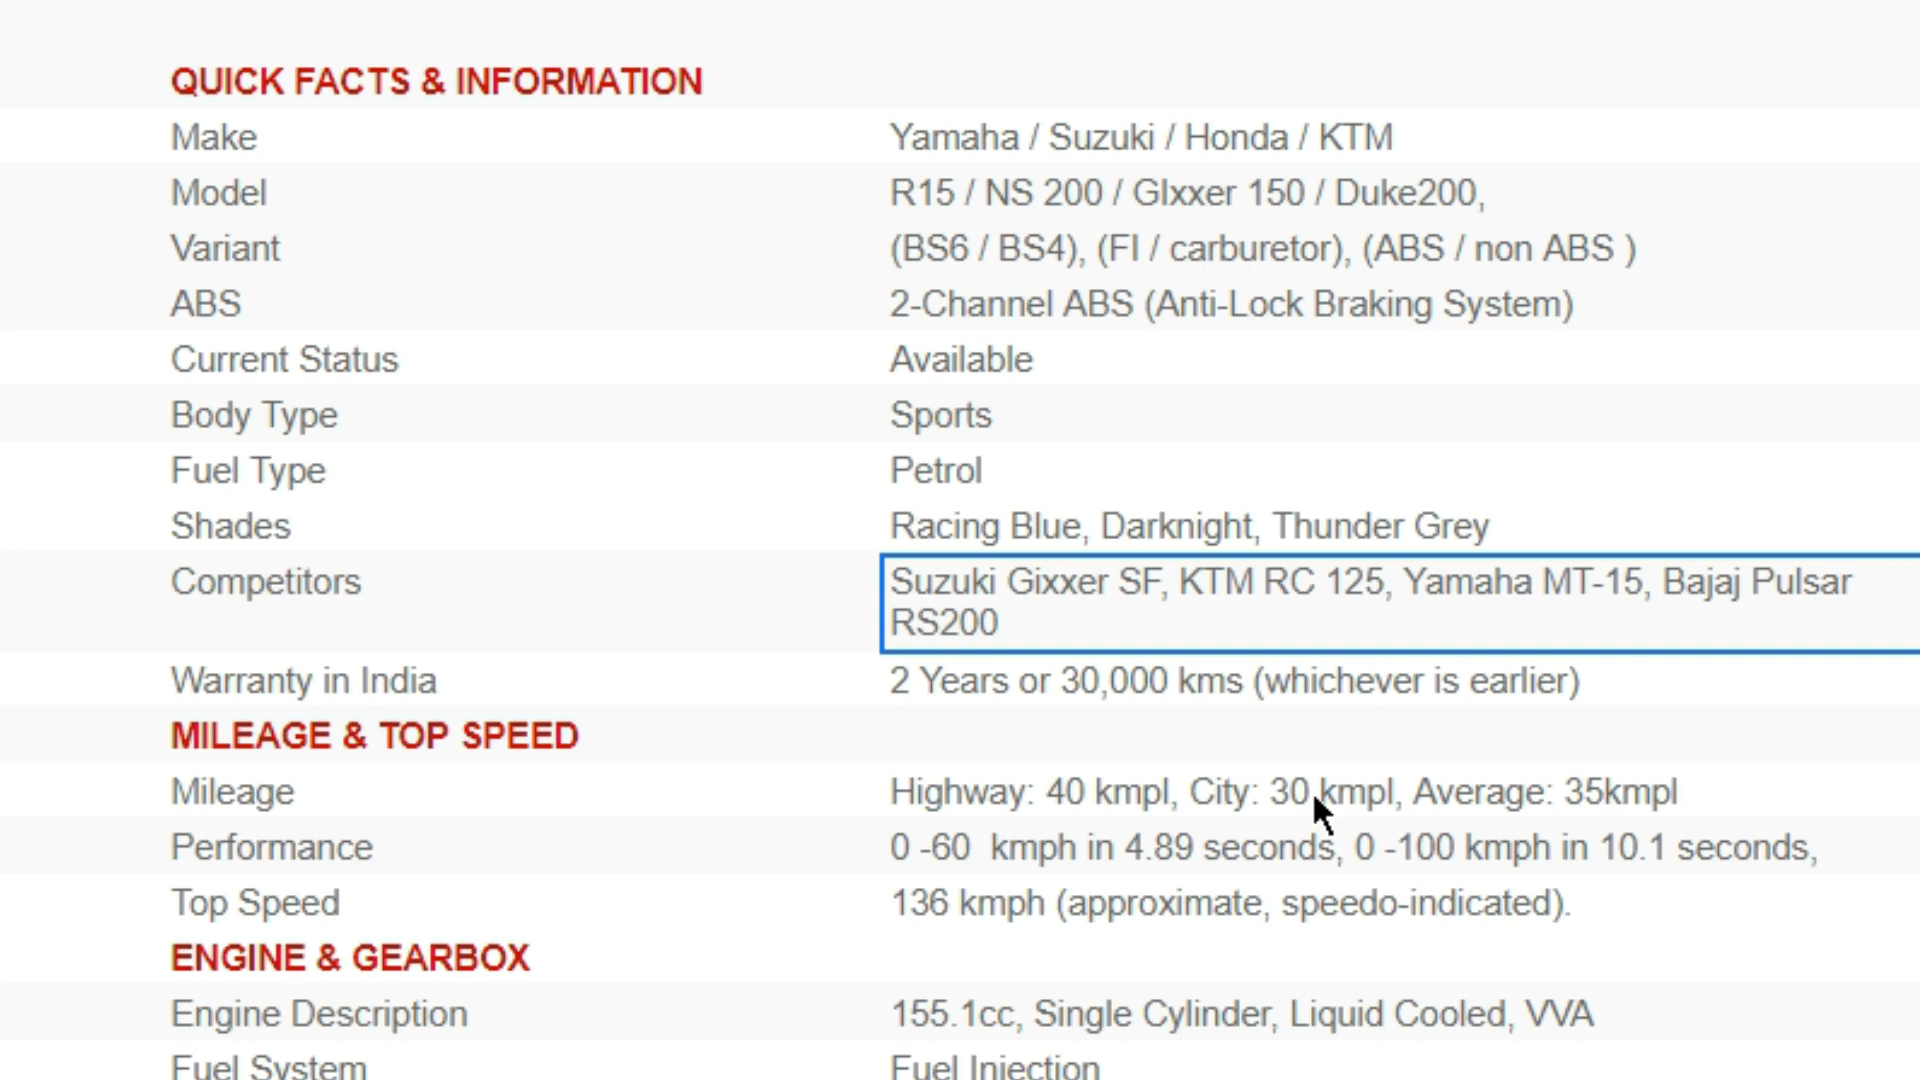 QUICK FACTS & INFORMATION
Make Yamaha / Suzuki / Honda / KTM
Model R15 / NS 200 / GIxxer 150 / Duke200,
Variant (BS6 / BS4), (FI / carburetor), (ABS / non ABS )
ABS 2-Channel ABS (Anti-Lock Braking System)
Current Status Available
Body Type Sports
Fuel Type Petrol
Shades Racing Blue, Darknight, Thunder Grey
Competitors Suzuki Gixxer SF, KTM RC 125, Yamaha MT-15, Bajaj Pulsar
RS200
Warranty in India 2 Years or 30,000 kms (whichever is earlier)
MILEAGE & TOP SPEED
Mileage Highway: 40 kmpl, City: 30 kmpl, Average: 35kmpl
Performance 0 -60 kmph in 4.89 seconds, 0 -100 kmph in 10.1 seconds,
Top Speed 136 kmph (approximate, speedo-indicated).
ENGINE & GEARBOX
Engine Description 155.1cc, Single Cylinder, Liquid Cooled, VVA
Fuel System Fuel Injection